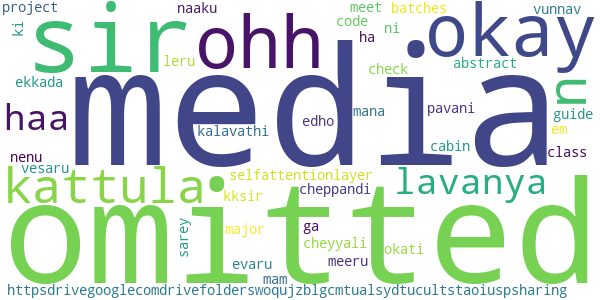 project naaku meet batches vunnav
ki sir ohh code ni okay
ha
leru check abstract n
ekkada media
haa kalavathi edho mana pavani guide
em
nenu cabin class
vesaru selfattentionlayer
kattula kksir cheppandi lavanya
omitted
major ga okati
sarey cheyyali
evaru meeru
mam
httpsdrivegooglecomdrivefolderswoqujzblgcmtualsydtucultstaoiuspsharing